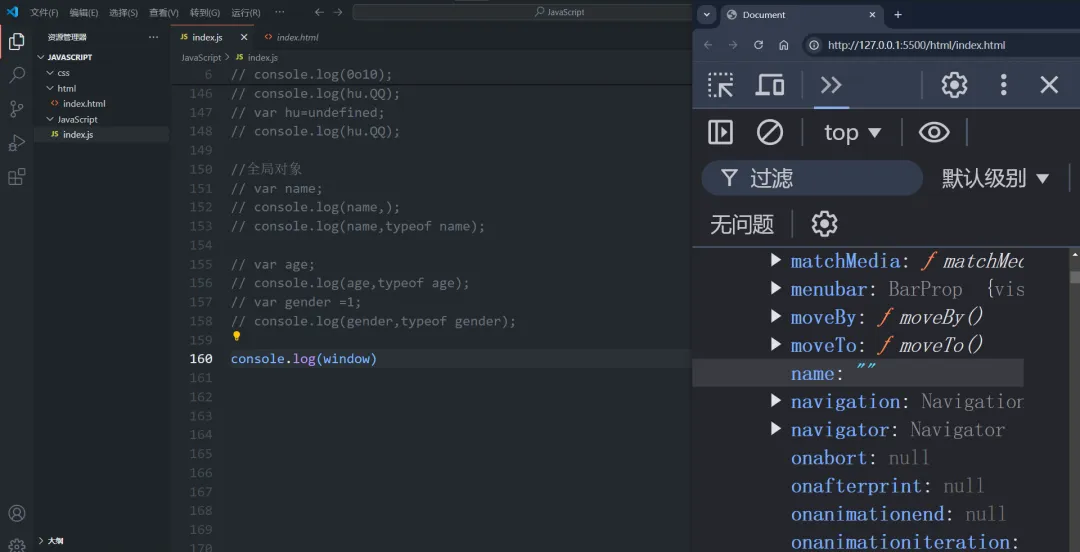 文件(F) 编辑(E) 选择(S) 查看(V) 转到(G) 运行(R) ··· JavaScript
资源管理器 ···
JAVASCRIPT
css
html
index.html
JavaScript
JS index.js
大纲
JS index.js index.html
JavaScript > JS index.js
6 // console.log(0o10);
146 // console.log(hu.QQ);
147 // var hu=undefined;
148 // console.log(hu.QQ);
149
150 //全局对象
151 // var name;
152 // console.log(name,);
153 // console.log(name,typeof name);
154
155 // var age;
156 // console.log(age,typeof age);
157 // var gender =1;
158 // console.log(gender,typeof gender);
159
160 console.log(window)
161
162
163
164
165
166
167
168
169
170
Document
http://127.0.0.1:5500/html/index.html
top
过滤 默认级别
无问题
matchMedia: ƒ matchMec
menubar: BarProp {vis
moveBy: ƒ moveBy()
moveTo: ƒ moveTo()
name: ""
navigation: Navigation
navigator: Navigator
onabort: null
onafterprint: null
onanimationend: null
onanimationiteration: